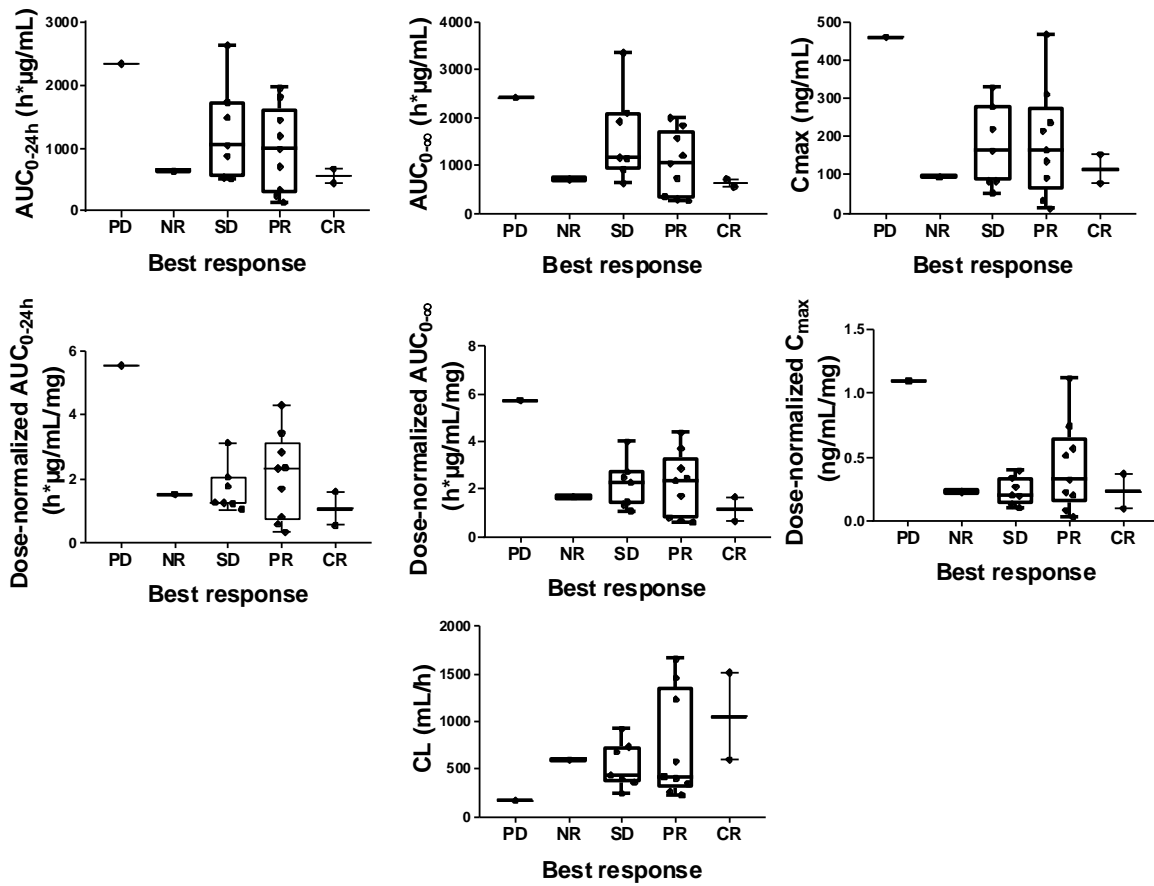 AUC0-24h (h*µg/mL)
3000
2000
1000
0
PD NR SD PR CR
Best response
AUC0-∞ (h*µg/mL)
4000
3000
2000
1000
0
PD NR SD PR CR
Best response
Cmax (ng/mL)
500
400
300
200
100
0
PD NR SD PR CR
Best response
Dose-normalized AUC0-24h
(h*µg/mL/mg)
6
4
2
0
PD NR SD PR CR
Best response
Dose-normalized AUC0-∞
(h*µg/mL/mg)
8
6
4
2
0
PD NR SD PR CR
Best response
Dose-normalized Cmax
(ng/mL/mg)
1.5
1.0
0.5
0.0
PD NR SD PR CR
Best response
CL (mL/h)
2000
1500
1000
500
0
PD NR SD PR CR
Best response